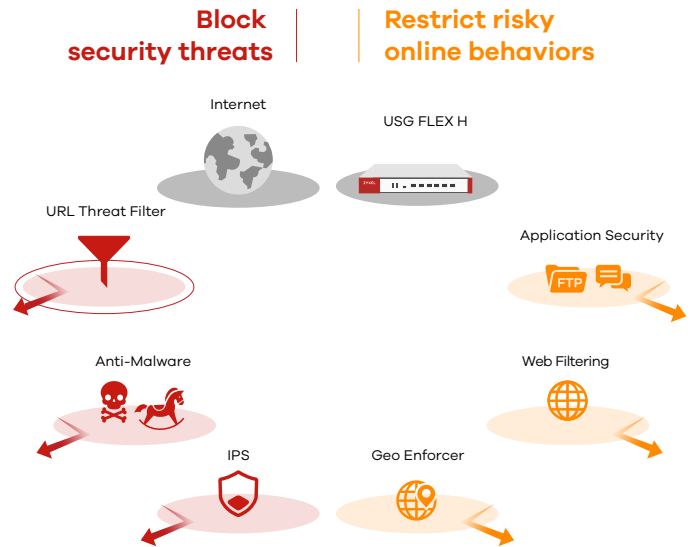 Block
security threats
Restrict risky
online behaviors
Internet
USG FLEX H
ZYXEL
URL Threat Filter
Application Security
FTP
Anti-Malware
Web Filtering
IPS
Geo Enforcer